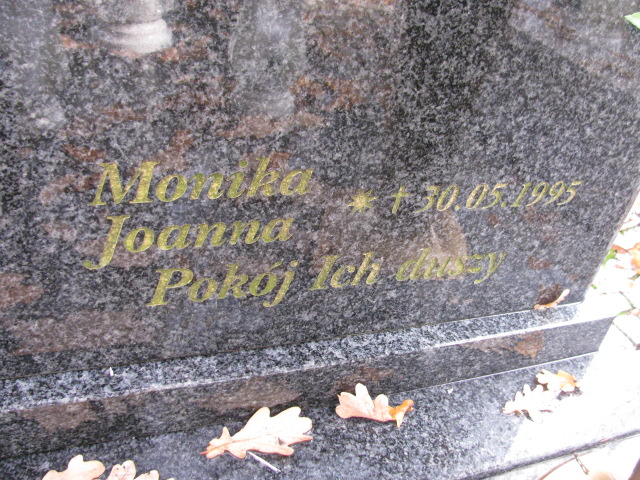 Monika
Joanna
* † 30.05.1995
Pokój Ich duszy